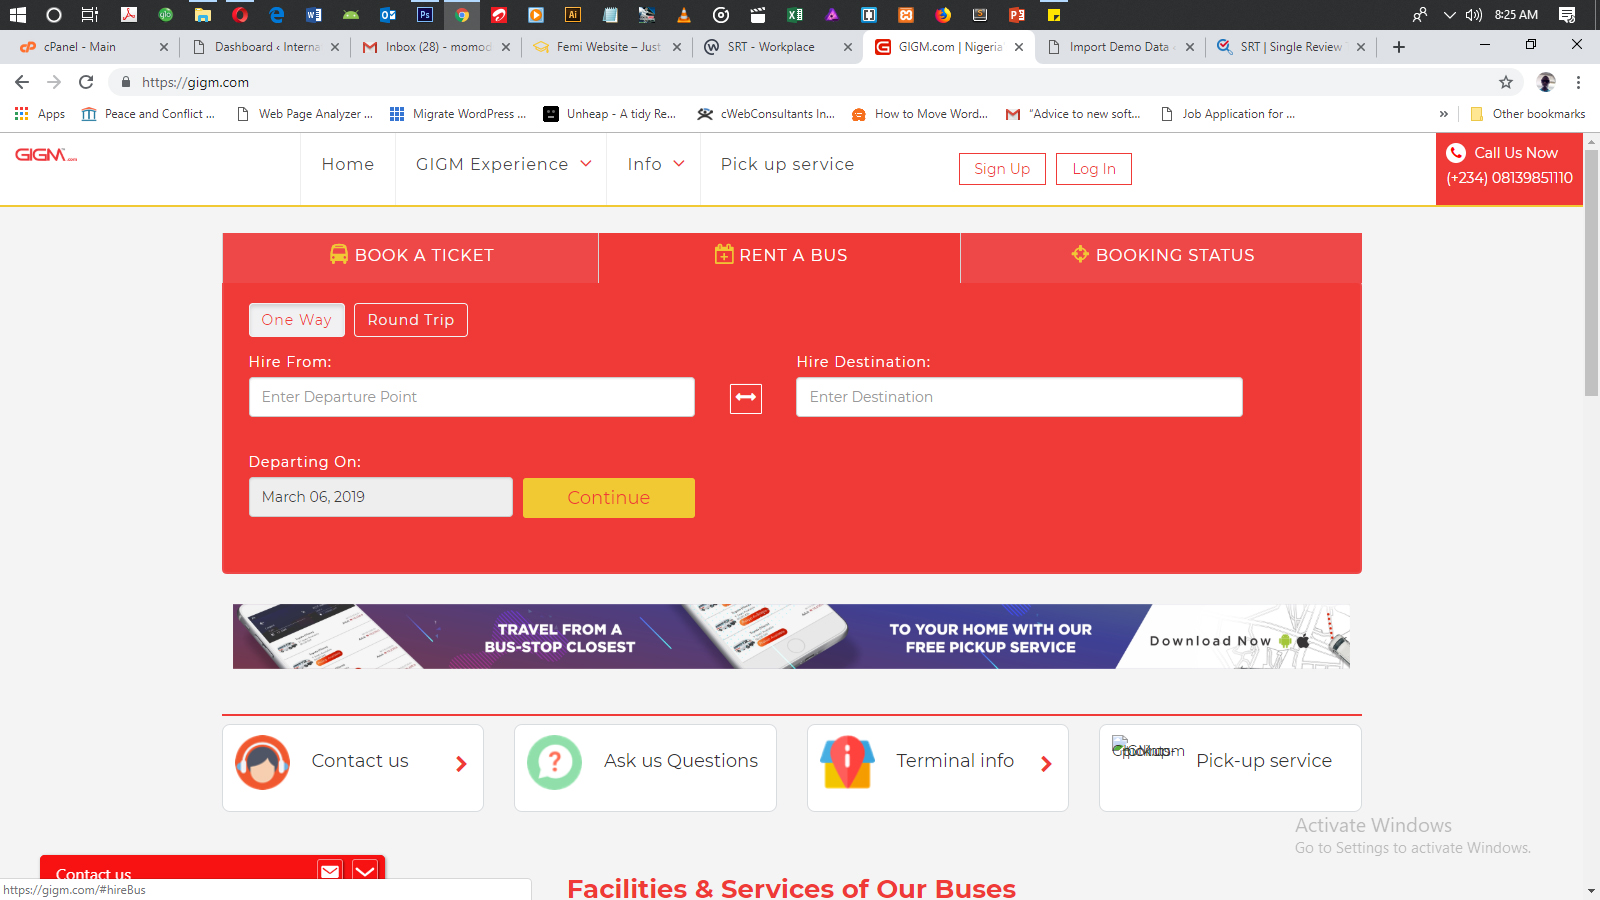 8:25 AM
cPanel - Main
Dashboard ‹ Interna
Inbox (28) - momod
Femi Website – Just
SRT - Workplace
GIGM.com | Nigeria
Import Demo Data
SRT | Single Review
https://gigm.com
Apps
Peace and Conflict ...
Web Page Analyzer ...
Migrate WordPress ...
Unheap - A tidy Re...
cWebConsultants In...
How to Move Word...
"Advice to new soft...
Job Application for ...
»
Other bookmarks
GIGM.com
Home
GIGM Experience
Info
Pick up service
Sign Up
Log In
Call Us Now
(+234) 08139851110
BOOK A TICKET
RENT A BUS
BOOKING STATUS
One Way
Round Trip
Hire From:
Hire Destination:
Enter Departure Point
Enter Destination
Departing On:
March 06, 2019
Continue
TRAVEL FROM A
BUS-STOP CLOSEST
TO YOUR HOME WITH OUR
FREE PICKUP SERVICE
Download Now
Contact us
Ask us Questions
Terminal info
Pick-up service
Activate Windows
Go to Settings to activate Windows.
Contact us
https://gigm.com/#hireBus
Facilities & Services of Our Buses